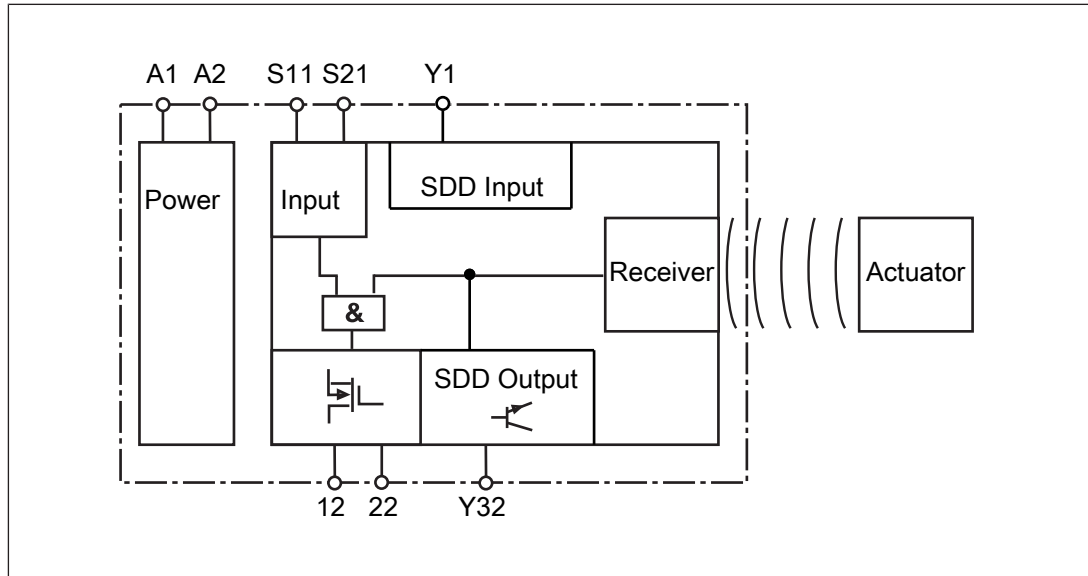 A1 A2 S11 S21 Y1
Power
Input
SDD Input
Receiver
Actuator
&
SDD Output
12 22 Y32